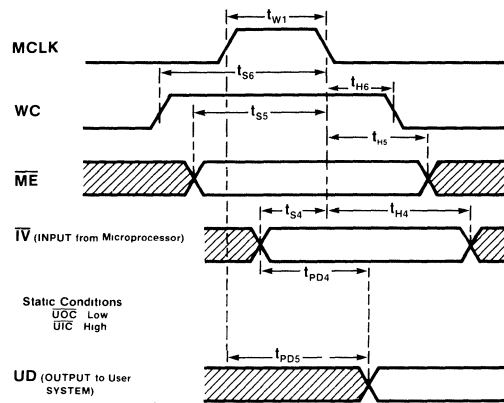 tW1
MCLK
tS6
tH6
WC
tS5
tH5
ME
tS4
tH4
IV (INPUT from Microprocessor)
tPD4
Static Conditions
UOC Low
UIC High
tPD5
UD (OUTPUT to User
SYSTEM)